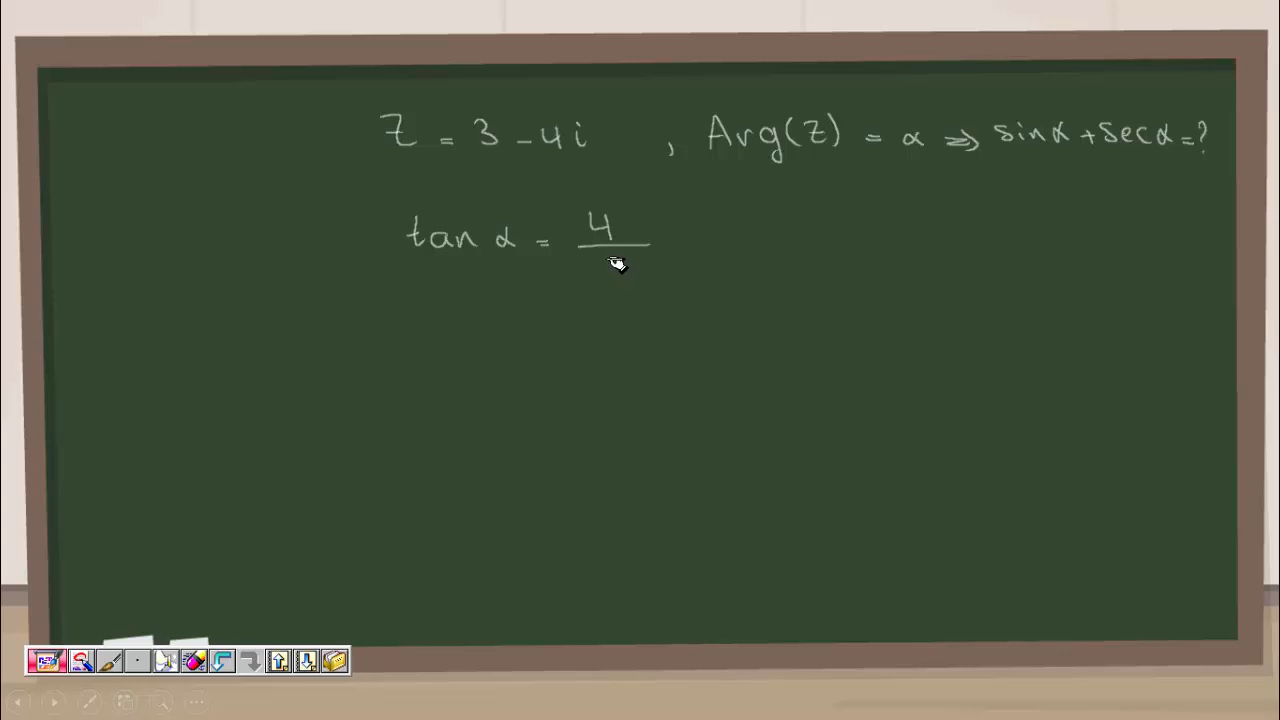 Z = 3 - 4i , Arg(Z) = α ⇒ sinα + secα = ?
tan α = 4/